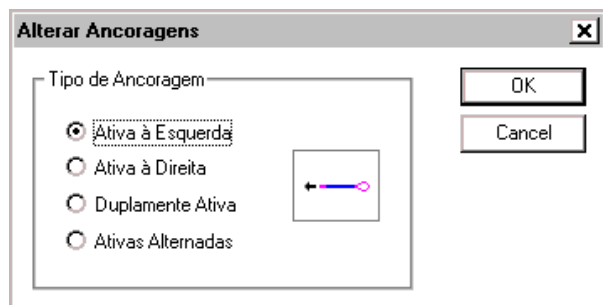 Alterar Ancoragens
Tipo de Ancoragem
Ativa à Esquerda
Ativa à Direita
Duplamente Ativa
Ativas Alternadas
OK
Cancel